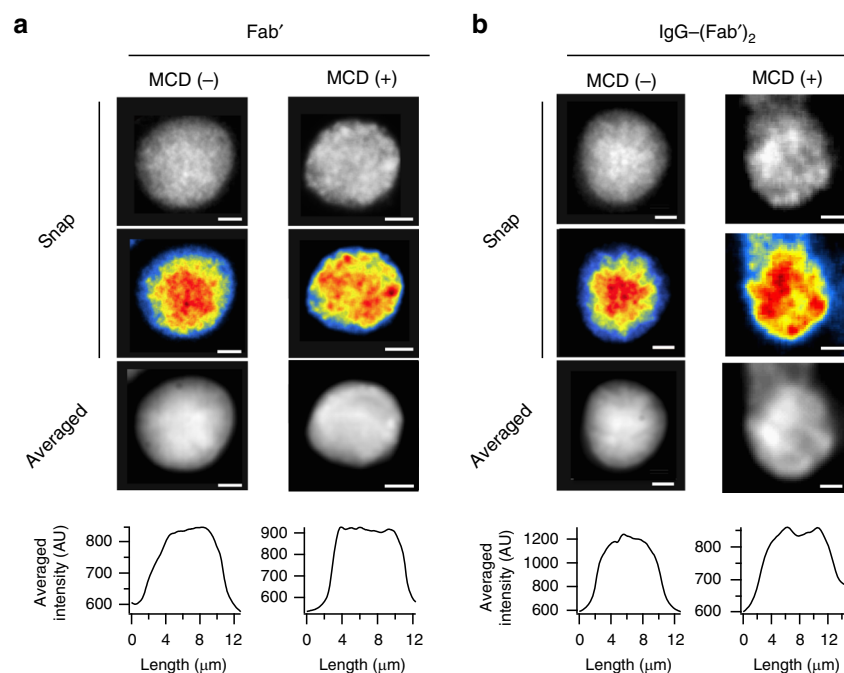 a
Fab′
MCD (–)
MCD (+)
Snap
Averaged
Averaged
intensity (AU)
800
700
600
0 4 8 12
Length (μm)
900
800
700
600
0 4 8 12
Length (μm)
b
IgG–(Fab′)2
MCD (–)
MCD (+)
Snap
Averaged
Averaged
intensity (AU)
1200
1000
800
600
0 4 8 12
Length (μm)
800
700
600
0 4 8 12
Length (μm)